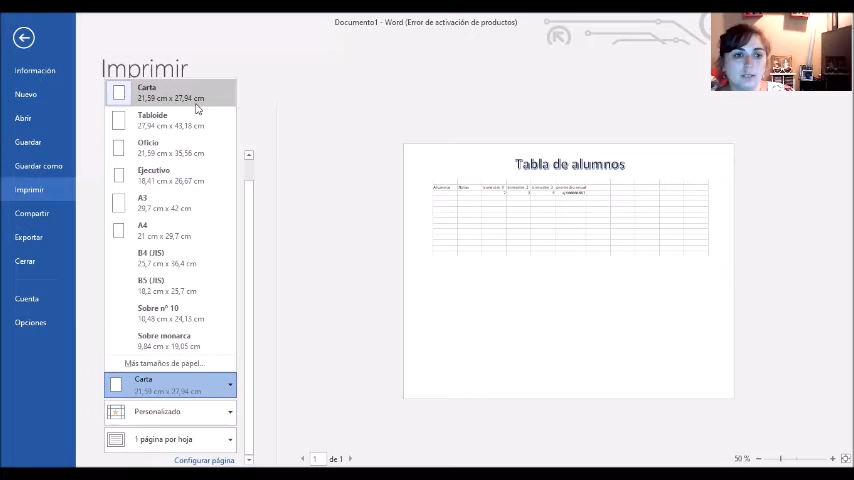 Documento1 - Word (Error de activación de productos)
Información
Nuevo
Abrir
Guardar
Guardar como
Imprimir
Compartir
Exportar
Cerrar
Cuenta
Opciones
Imprimir
Carta
21,59 cm x 27,94 cm
Tabloide
27,94 cm x 43,18 cm
Oficio
21,59 cm x 35,56 cm
Ejecutivo
18,41 cm x 26,67 cm
A3
29,7 cm x 42 cm
A4
21 cm x 29,7 cm
B4 (JIS)
25,7 cm x 36,4 cm
B5 (JIS)
18,2 cm x 25,7 cm
Sobre nº 10
10,48 cm x 24,13 cm
Sobre monarca
9,84 cm x 19,05 cm
Más tamaños de papel...
Carta
21,59 cm x 27,94 cm
Personalizado
1 página por hoja
Configurar página
Tabla de alumnos
Alumnos Notas trimestre 2 trimestre 3
1 de 1
50 %